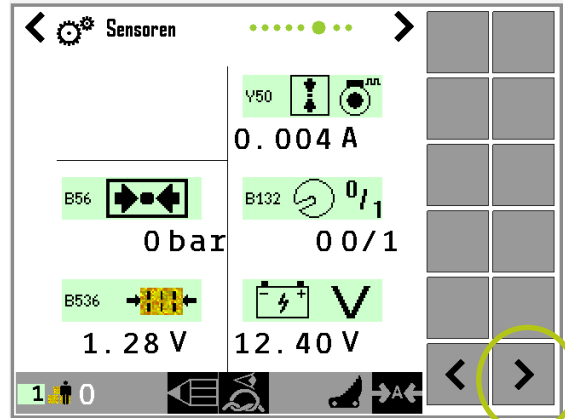 Sensoren
Y50
0.004 A
B56
B132 0/1
0 bar
0 0/1
B536
V
1.28 V
12.40 V
1 0
A